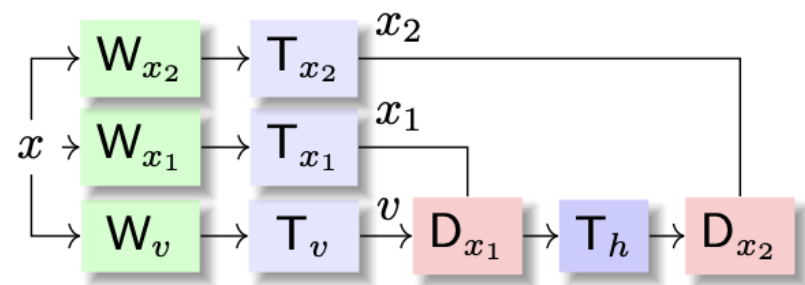 W_{x_2} T_{x_2} x_2
x W_{x_1} T_{x_1} x_1
W_v T_v v D_{x_1} T_h D_{x_2}